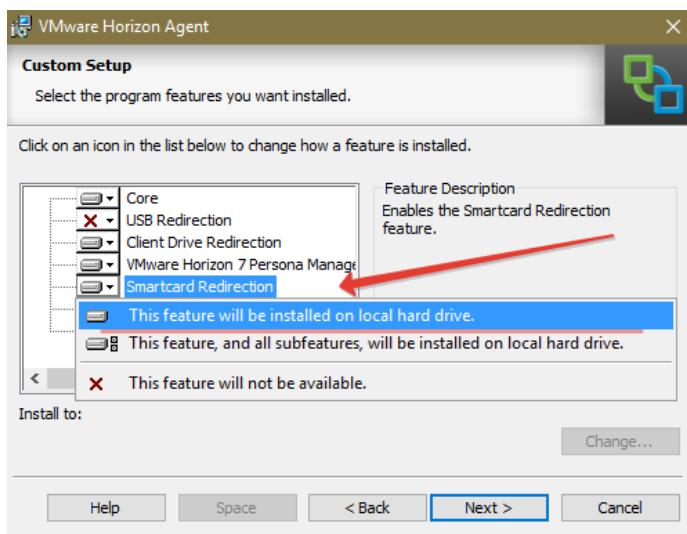 VMware Horizon Agent
Custom Setup
Select the program features you want installed.
Click on an icon in the list below to change how a feature is installed.
Core
USB Redirection
Client Drive Redirection
VMware Horizon 7 Persona Manage
Smartcard Redirection
Feature Description
Enables the Smartcard Redirection
feature.
This feature will be installed on local hard drive.
This feature, and all subfeatures, will be installed on local hard drive.
This feature will not be available.
Install to:
Change...
Help
Space
< Back
Next >
Cancel